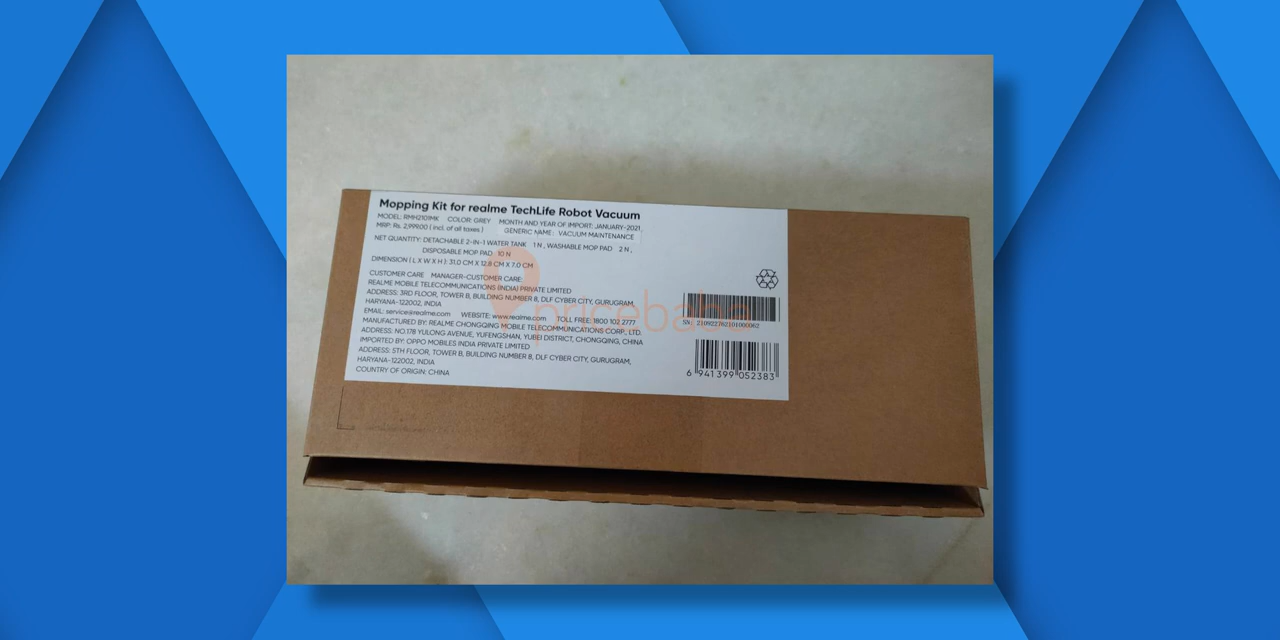 Mopping Kit for realme TechLife Robot Vacuum
MODEL: RMH2101MK COLOR: GREY MONTH AND YEAR OF IMPORT: JANUARY-2021
MRP: Rs. 2,999.00 ( incl. of all taxes ) GENERIC NAME : VACUUM MAINTENANCE
NET QUANTITY: DETACHABLE 2-IN-1 WATER TANK 1 N , WASHABLE MOP PAD 2 N ,
DISPOSABLE MOP PAD 10 N
DIMENSION ( L X W X H ): 31.0 CM X 12.8 CM X 7.0 CM
CUSTOMER CARE MANAGER-CUSTOMER CARE:
REALME MOBILE TELECOMMUNICATIONS (INDIA) PRIVATE LIMITED
ADDRESS: 3RD FLOOR, TOWER B, BUILDING NUMBER 8, DLF CYBER CITY, GURUGRAM,
HARYANA-122002, INDIA
EMAIL: service@realme.com WEBSITE: www.realme.com TOLL FREE: 1800 102 2777
MANUFACTURED BY: REALME CHONGQING MOBILE TELECOMMUNICATIONS CORP., LTD.
ADDRESS: NO.178 YULONG AVENUE, YUFENGSHAN, YUBEI DISTRICT, CHONGQING, CHINA
IMPORTED BY: OPPO MOBILES INDIA PRIVATE LIMITED
ADDRESS: 5TH FLOOR, TOWER B, BUILDING NUMBER 8, DLF CYBER CITY, GURUGRAM,
HARYANA-122002, INDIA
COUNTRY OF ORIGIN: CHINA
pricebaba
SN: 2109227762101000062
6 941399 052383